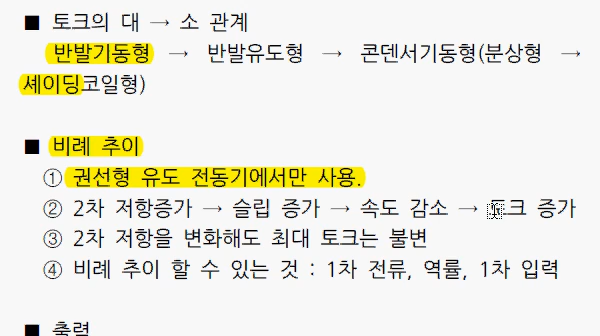 ■ 토크의 대 → 소 관계
반발기동형 → 반발유도형 → 콘덴서기동형(분상형 →
셰이딩코일형)
■ 비례 추이
① 권선형 유도 전동기에서만 사용.
② 2차 저항증가 → 슬립 증가 → 속도 감소 → 토크 증가
③ 2차 저항을 변화해도 최대 토크는 불변
④ 비례 추이 할 수 있는 것 : 1차 전류, 역률, 1차 입력
■ 출력